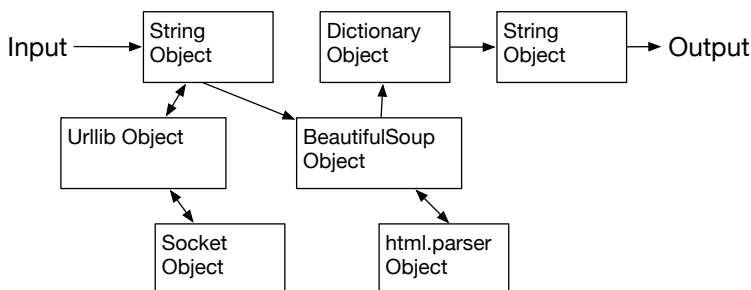 Input
String
Object
Dictionary
Object
String
Object
Output
Urllib Object
BeautifulSoup
Object
Socket
Object
html.parser
Object